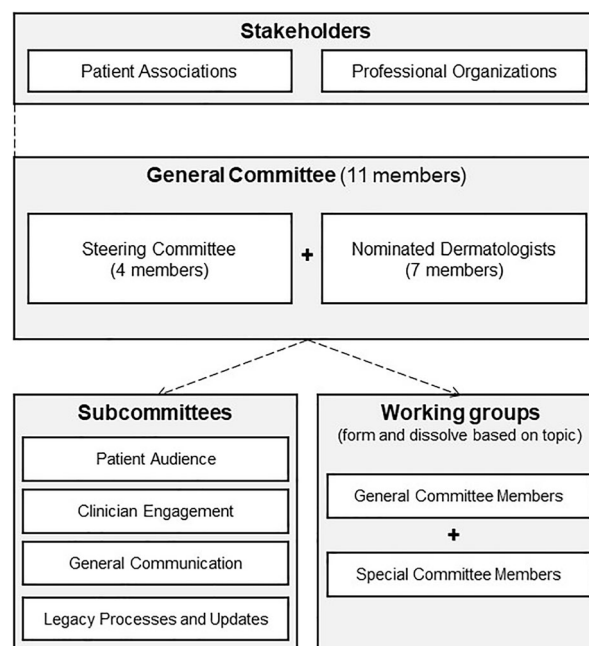 Stakeholders
Patient Associations
Professional Organizations
General Committee (11 members)
Steering Committee
(4 members)
+
Nominated Dermatologists
(7 members)
Subcommittees
Patient Audience
Clinician Engagement
General Communication
Legacy Processes and Updates
Working groups
(form and dissolve based on topic)
General Committee Members
+
Special Committee Members